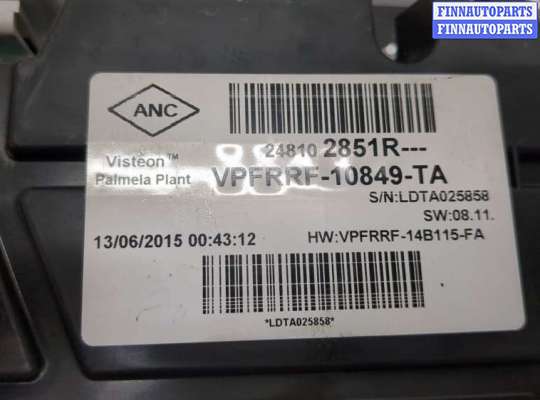 FINNAUTOPARTS
FINNAUTOPARTS
ANC
24810 2851R---
Visteon™
Palmela Plant
VPFRRF-10849-TA
S/N:LDTA025858
SW:08.11.
13/06/2015 00:43:12
HW:VPFRRF-14B115-FA
*LDTA025858*